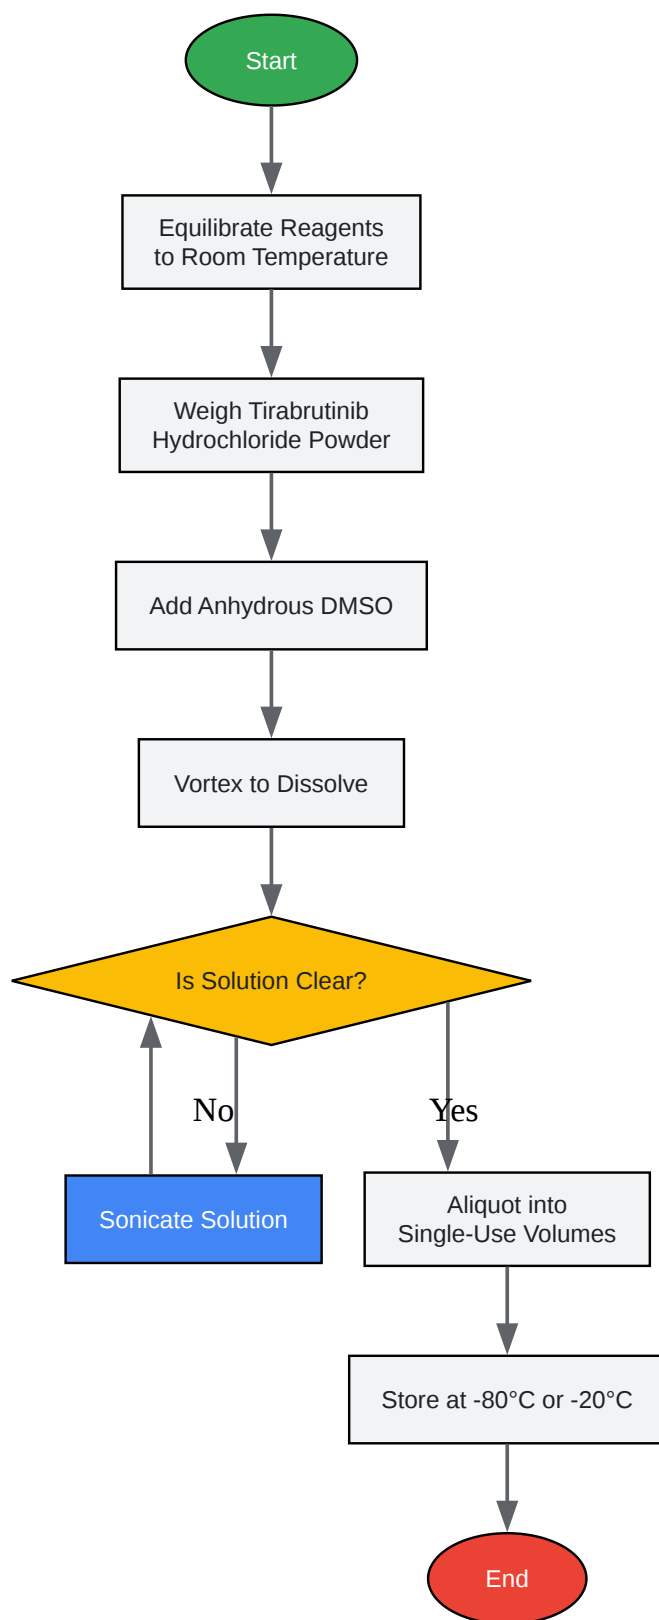 Start
Equilibrate Reagents
to Room Temperature
Weigh Tirabrutinib
Hydrochloride Powder
Add Anhydrous DMSO
Vortex to Dissolve
Is Solution Clear?
No
Yes
Sonicate Solution
Aliquot into
Single-Use Volumes
Store at -80°C or -20°C
End